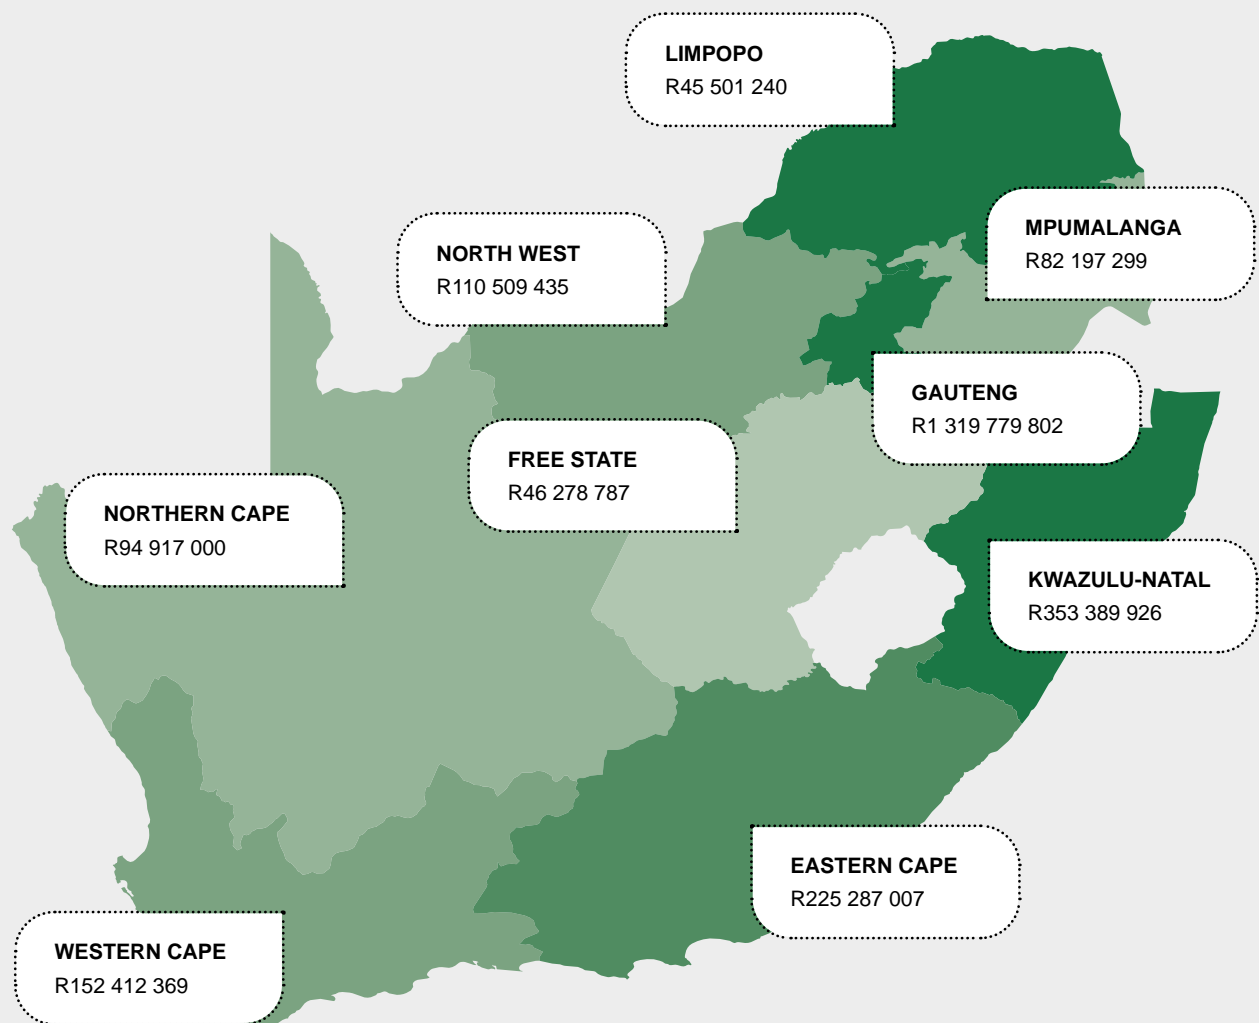 LIMPOPO
R45 501 240
MPUMALANGA
R82 197 299
NORTH WEST
R110 509 435
GAUTENG
R1 319 779 802
FREE STATE
R46 278 787
NORTHERN CAPE
R94 917 000
KWAZULU-NATAL
R353 389 926
EASTERN CAPE
R225 287 007
WESTERN CAPE
R152 412 369